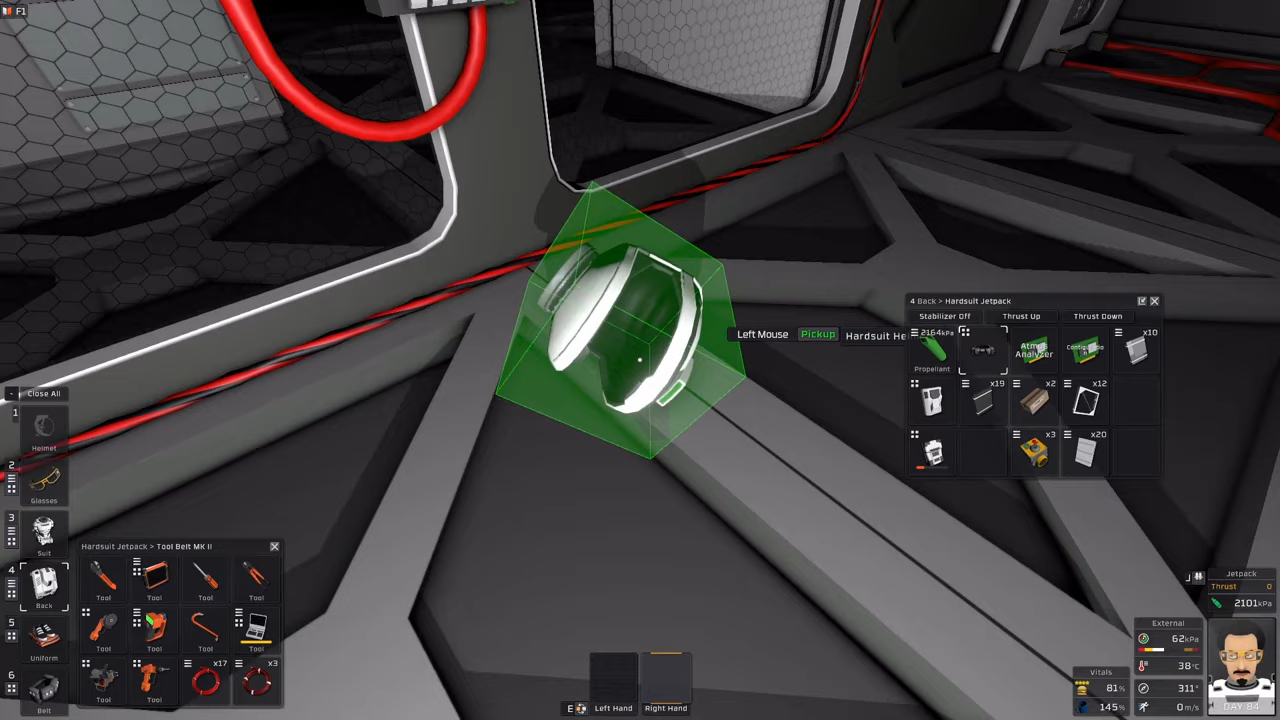 F1
Left Mouse Pickup Hardsuit He
4 Back > Hardsuit Jetpack
Stabilizer Off Thrust Up Thrust Down
2164kPa
Propellant
Atmos
Analyzer
x10
x19
x2
x12
x3
x20
- Close All
1
Helmet
2
Glasses
3
Suit
4
Back
5
Uniform
6
Belt
Hardsuit Jetpack > Tool Belt MK II
Tool Tool Tool Tool
Tool Tool Tool Tool
x17 x3
Tool Tool
E Left Hand Right Hand
Jetpack
Thrust 0
2101kPa
External
62kPa
38°C
311°
0m/s
Vitals
81%
145%
DAY 84